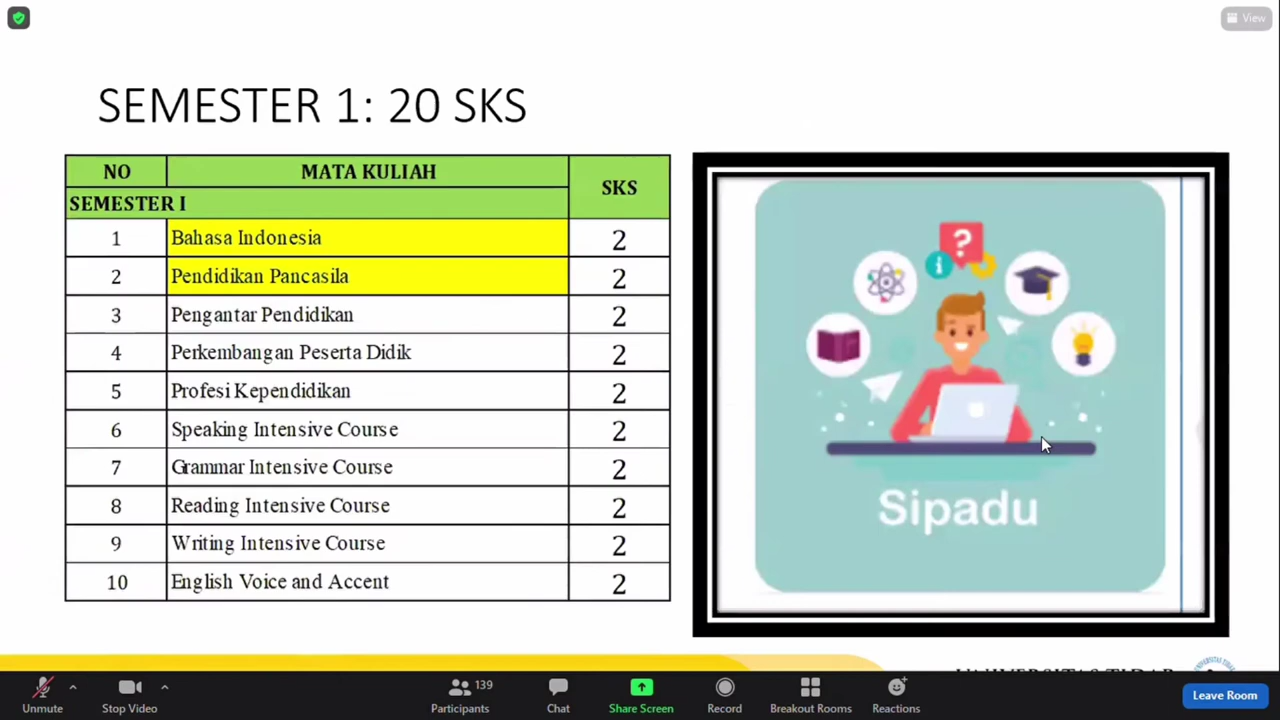 View
SEMESTER 1: 20 SKS
NO MATA KULIAH SKS
SEMESTER I
1 Bahasa Indonesia 2
2 Pendidikan Pancasila 2
3 Pengantar Pendidikan 2
4 Perkembangan Peserta Didik 2
5 Profesi Kependidikan 2
6 Speaking Intensive Course 2
7 Grammar Intensive Course 2
8 Reading Intensive Course 2
9 Writing Intensive Course 2
10 English Voice and Accent 2
?
i
Sipadu
UNIVERSITAS TIDAR
139
Unmute Stop Video Participants Chat Share Screen Record Breakout Rooms Reactions Leave Room